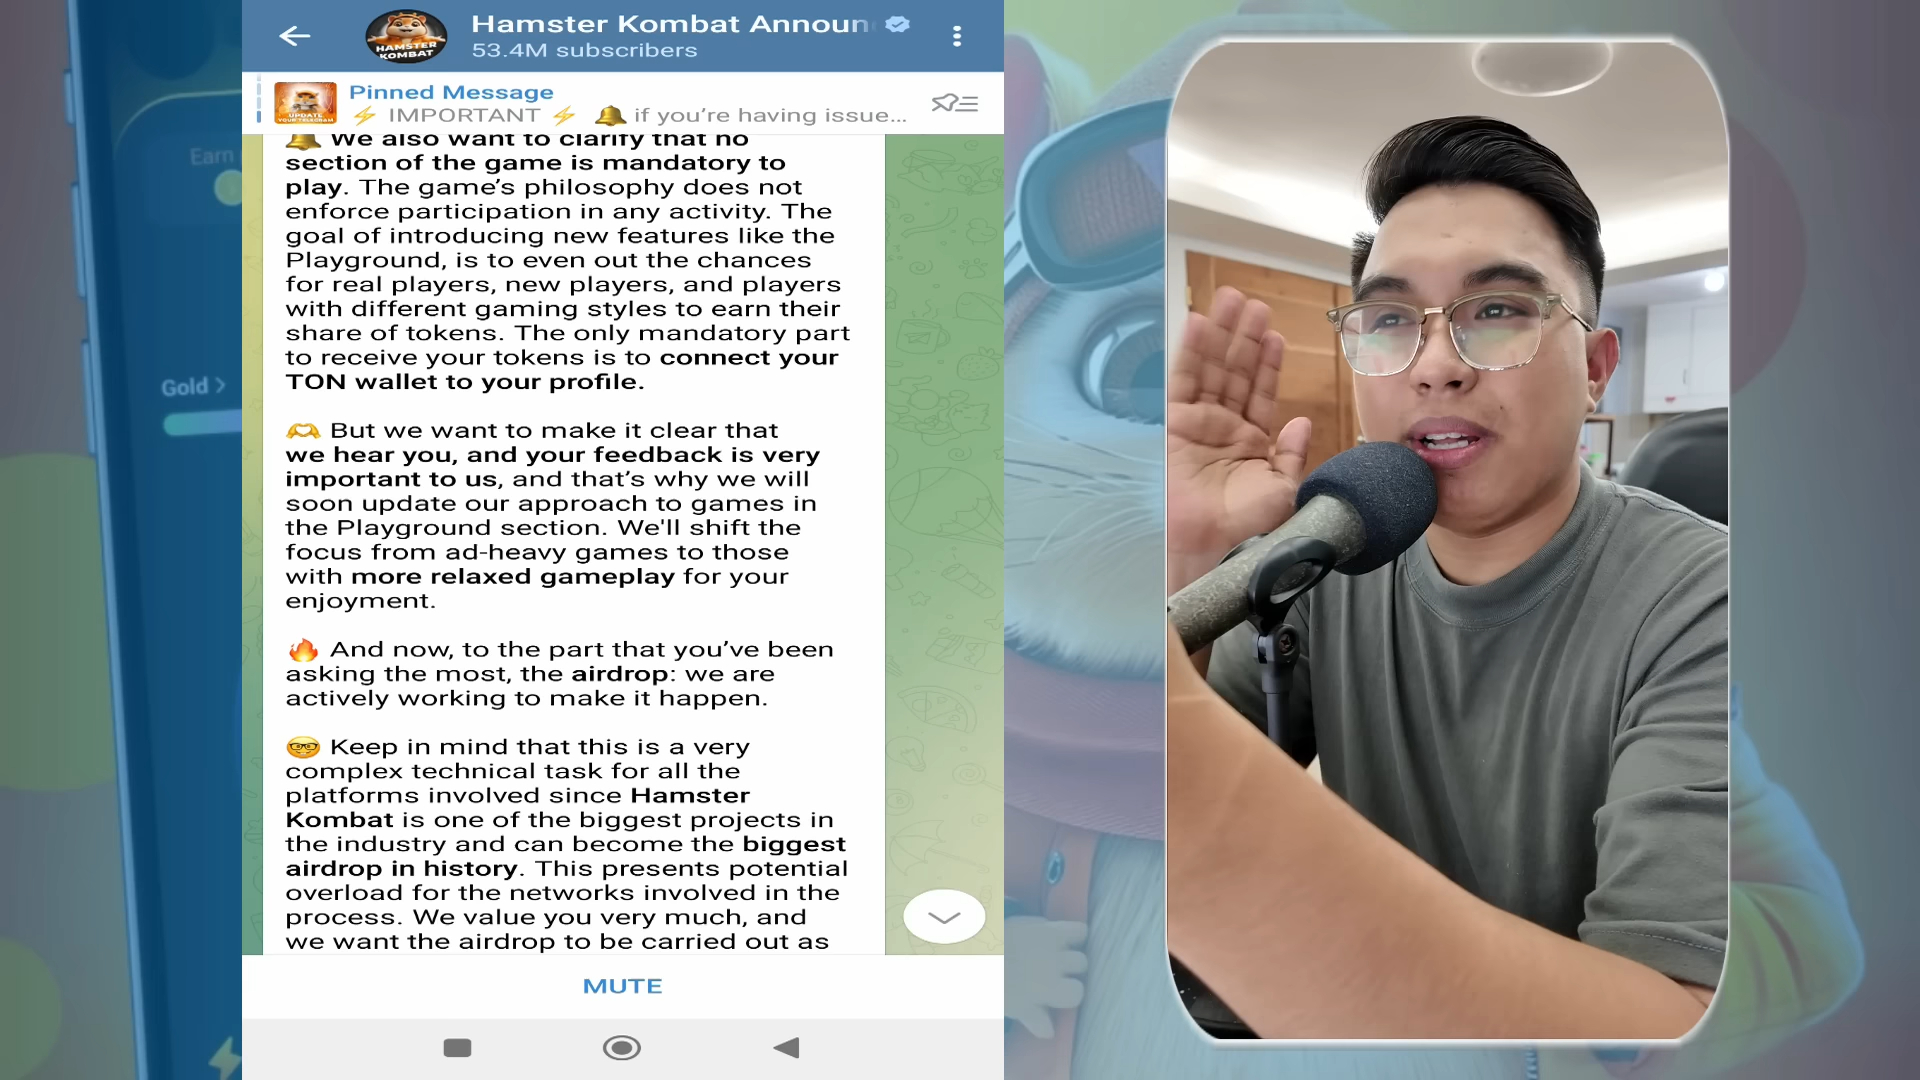 Hamster Kombat Announ
53.4M subscribers
HAMSTER
KOMBAT
Pinned Message
⚡ IMPORTANT ⚡ 🔔 if you’re having issue...
UPDATE
YOUR TELEGRAM
🔔 We also want to clarify that no
section of the game is mandatory to
play. The game’s philosophy does not
enforce participation in any activity. The
goal of introducing new features like the
Playground, is to even out the chances
for real players, new players, and players
with different gaming styles to earn their
share of tokens. The only mandatory part
to receive your tokens is to connect your
TON wallet to your profile.
🫶 But we want to make it clear that
we hear you, and your feedback is very
important to us, and that’s why we will
soon update our approach to games in
the Playground section. We'll shift the
focus from ad-heavy games to those
with more relaxed gameplay for your
enjoyment.
🔥 And now, to the part that you’ve been
asking the most, the airdrop: we are
actively working to make it happen.
🤓 Keep in mind that this is a very
complex technical task for all the
platforms involved since Hamster
Kombat is one of the biggest projects in
the industry and can become the biggest
airdrop in history. This presents potential
overload for the networks involved in the
process. We value you very much, and
we want the airdrop to be carried out as
MUTE
Earn
Gold >